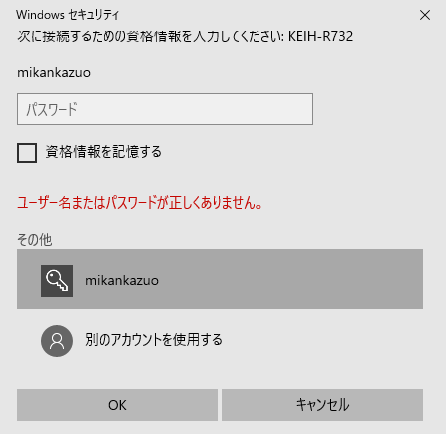 Windows セキュリティ
次に接続するための資格情報を入力してください: KEIH-R732
mikankazuo
パスワード
資格情報を記憶する
ユーザー名またはパスワードが正しくありません。
その他
mikankazuo
別のアカウントを使用する
OK
キャンセル